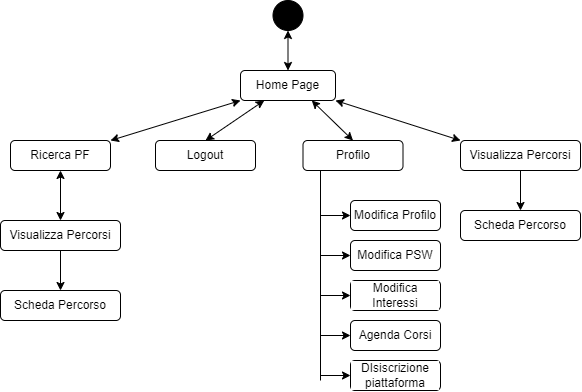 Home Page
Ricerca PF
Logout
Profilo
Visualizza Percorsi
Modifica Profilo
Scheda Percorso
Visualizza Percorsi
Modifica PSW
Modifica
Interessi
Scheda Percorso
Agenda Corsi
DIsiscrizione
piattaforma